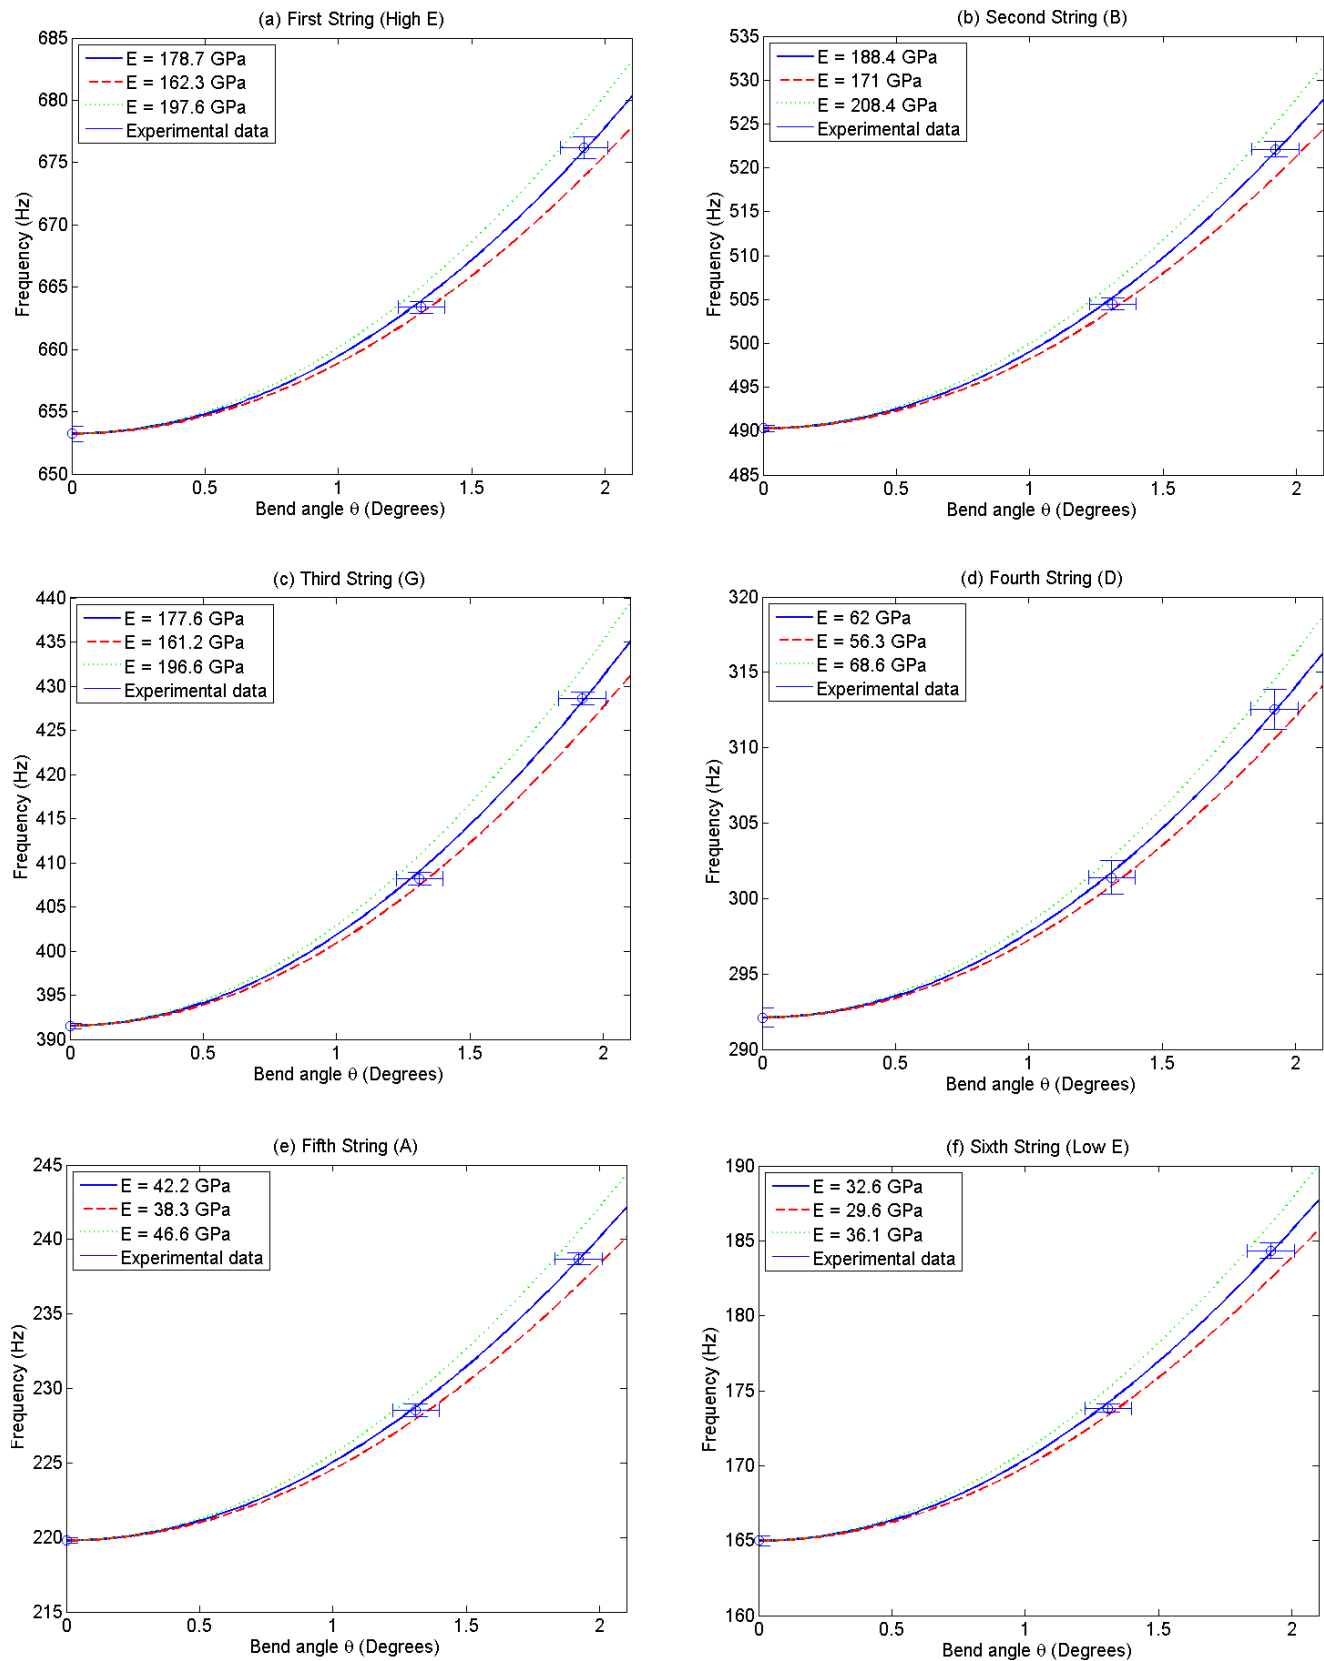 (a) First String (High E)
E = 178.7 GPa
E = 162.3 GPa
E = 197.6 GPa
Experimental data
Frequency (Hz)
685
680
675
670
665
660
655
650
0 0.5 1 1.5 2
Bend angle θ (Degrees)
(b) Second String (B)
E = 188.4 GPa
E = 171 GPa
E = 208.4 GPa
Experimental data
Frequency (Hz)
535
530
525
520
515
510
505
500
495
490
485
0 0.5 1 1.5 2
Bend angle θ (Degrees)
(c) Third String (G)
E = 177.6 GPa
E = 161.2 GPa
E = 196.6 GPa
Experimental data
Frequency (Hz)
440
435
430
425
420
415
410
405
400
395
390
0 0.5 1 1.5 2
Bend angle θ (Degrees)
(d) Fourth String (D)
E = 62 GPa
E = 56.3 GPa
E = 68.6 GPa
Experimental data
Frequency (Hz)
320
315
310
305
300
295
290
0 0.5 1 1.5 2
Bend angle θ (Degrees)
(e) Fifth String (A)
E = 42.2 GPa
E = 38.3 GPa
E = 46.6 GPa
Experimental data
Frequency (Hz)
245
240
235
230
225
220
215
0 0.5 1 1.5 2
Bend angle θ (Degrees)
(f) Sixth String (Low E)
E = 32.6 GPa
E = 29.6 GPa
E = 36.1 GPa
Experimental data
Frequency (Hz)
190
185
180
175
170
165
160
0 0.5 1 1.5 2
Bend angle θ (Degrees)